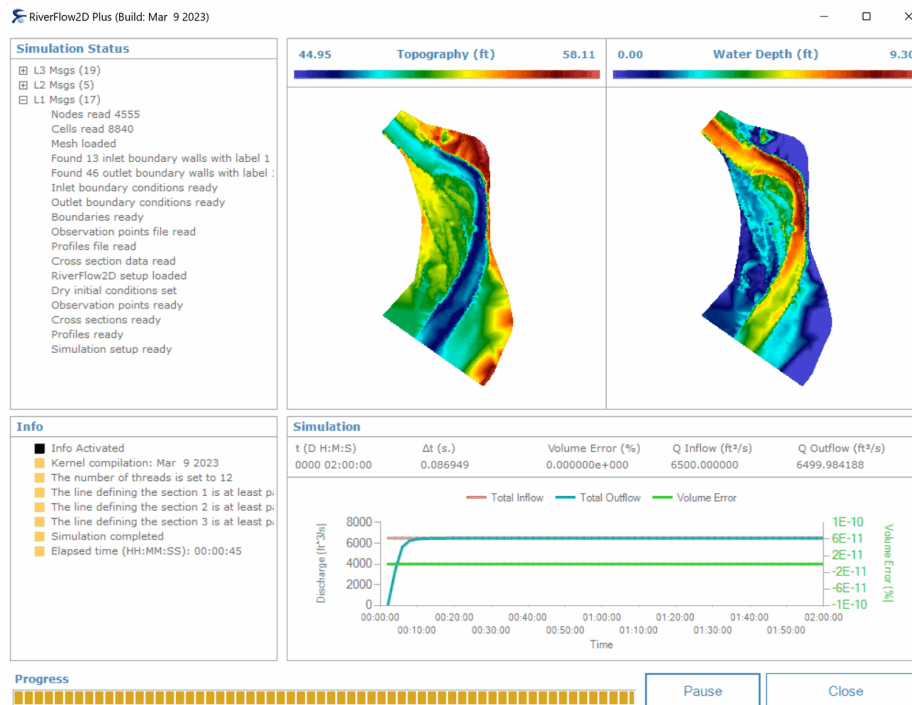 RiverFlow2D Plus (Build: Mar 9 2023)
Simulation Status
L3 Msgs (19)
L2 Msgs (5)
L1 Msgs (17)
Nodes read 4555
Cells read 8840
Mesh loaded
Found 13 inlet boundary walls with label 1
Found 46 outlet boundary walls with label
Inlet boundary conditions ready
Outlet boundary conditions ready
Boundaries ready
Observation points file read
Profiles file read
Cross section data read
RiverFlow2D setup loaded
Dry initial conditions set
Observation points ready
Cross sections ready
Profiles ready
Simulation setup ready
44.95 Topography (ft) 58.11
0.00 Water Depth (ft) 9.30
Info
Info Activated
Kernel compilation: Mar 9 2023
The number of threads is set to 12
The line defining the section 1 is at least pa
The line defining the section 2 is at least pa
The line defining the section 3 is at least pa
Simulation completed
Elapsed time (HH:MM:SS): 00:00:45
Simulation
t (D H:M:S) Δt (s.) Volume Error (%) Q Inflow (ft³/s) Q Outflow (ft³/s)
0000 02:00:00 0.086949 0.000000e+000 6500.000000 6499.984188
Total Inflow Total Outflow Volume Error
Discharge [ft^3/s]
8000
6000
4000
2000
0
1E-10
6E-11
2E-11
-2E-11
-6E-11
-1E-10
Volume Error [%]
00:00:00 00:20:00 00:40:00 01:00:00 01:20:00 01:40:00 02:00:00
00:10:00 00:30:00 00:50:00 01:10:00 01:30:00 01:50:00
Time
Progress
Pause
Close